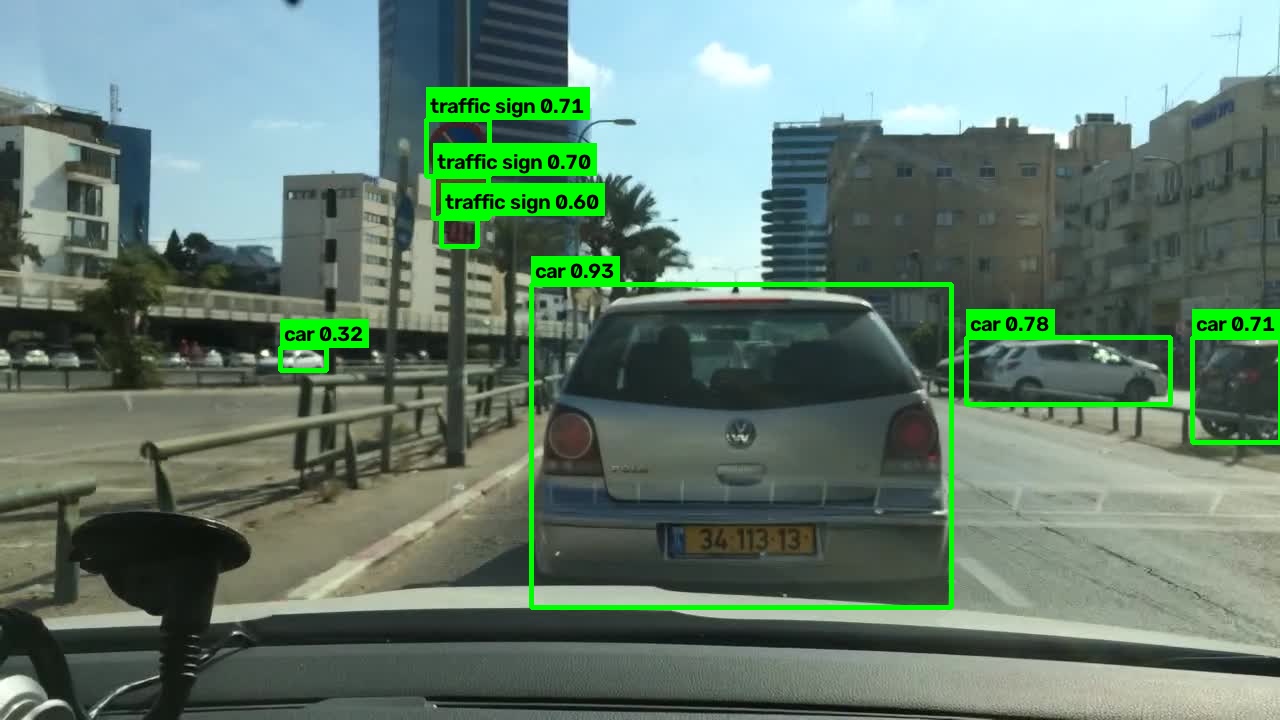 traffic sign 0.71
traffic sign 0.70
traffic sign 0.60
car 0.93
car 0.32
car 0.78
car 0.71
POLO
34·113·13